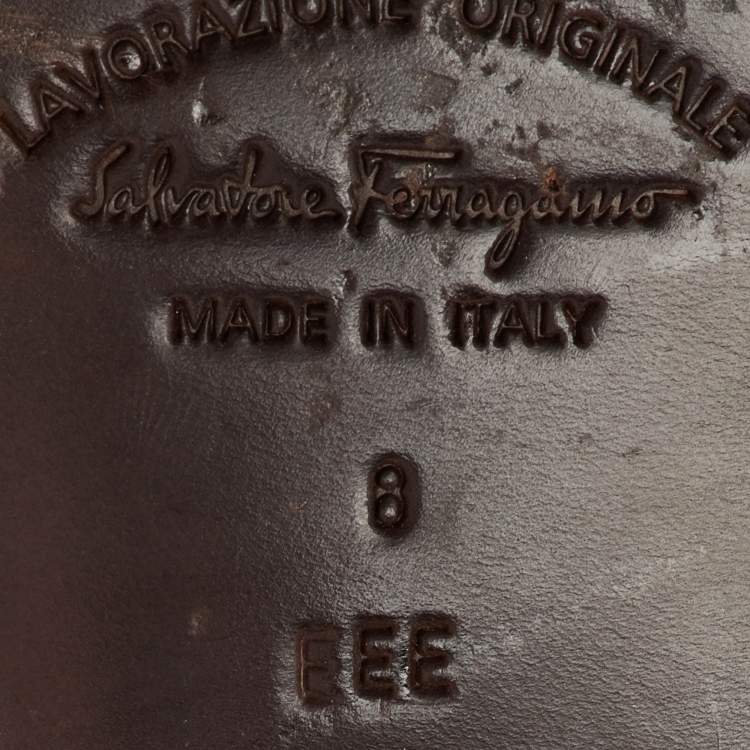 LAVORAZIONE ORIGINALE
Salvatore Ferragamo
MADE IN ITALY
8
EEE